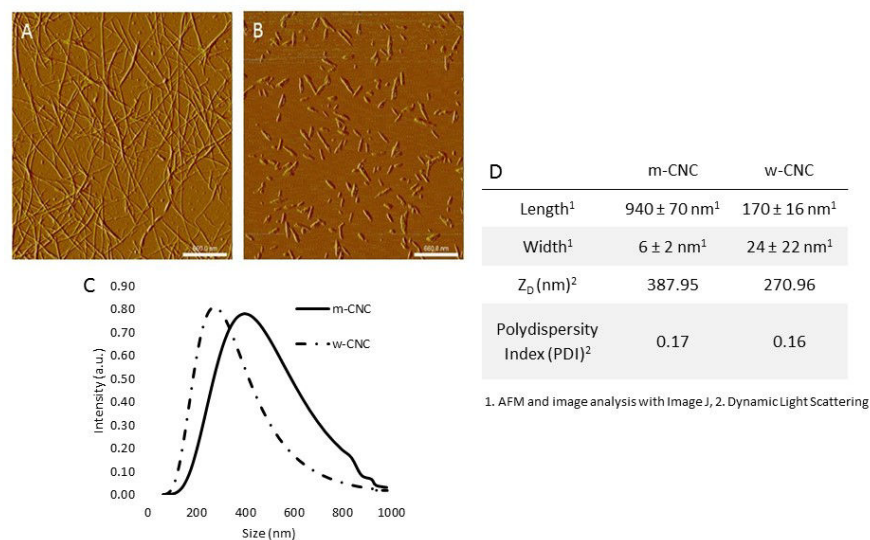 A
B
D
m-CNC w-CNC
Length¹ 940 ± 70 nm¹ 170 ± 16 nm¹
Width¹ 6 ± 2 nm¹ 24 ± 22 nm¹
Z_D (nm)² 387.95 270.96
Polydispersity
Index (PDI)² 0.17 0.16
1. AFM and image analysis with Image J, 2. Dynamic Light Scattering
C
m-CNC
w-CNC
Intensity (a.u.)
0.90
0.80
0.70
0.60
0.50
0.40
0.30
0.20
0.10
0.00
0 200 400 600 800 1000
Size (nm)